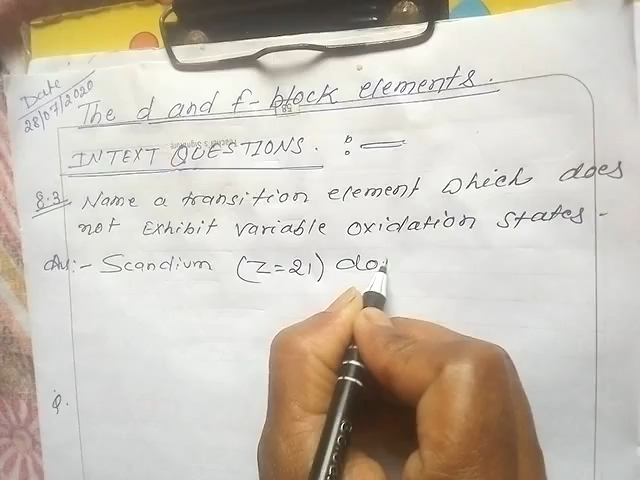 Date
28/07/2020
The d and f-block elements.
INTEXT QUESTIONS. :-
8.3 Name a transition element which does
not exhibit variable oxidation states-
Ans:- Scandium (Z=21) do
Q.